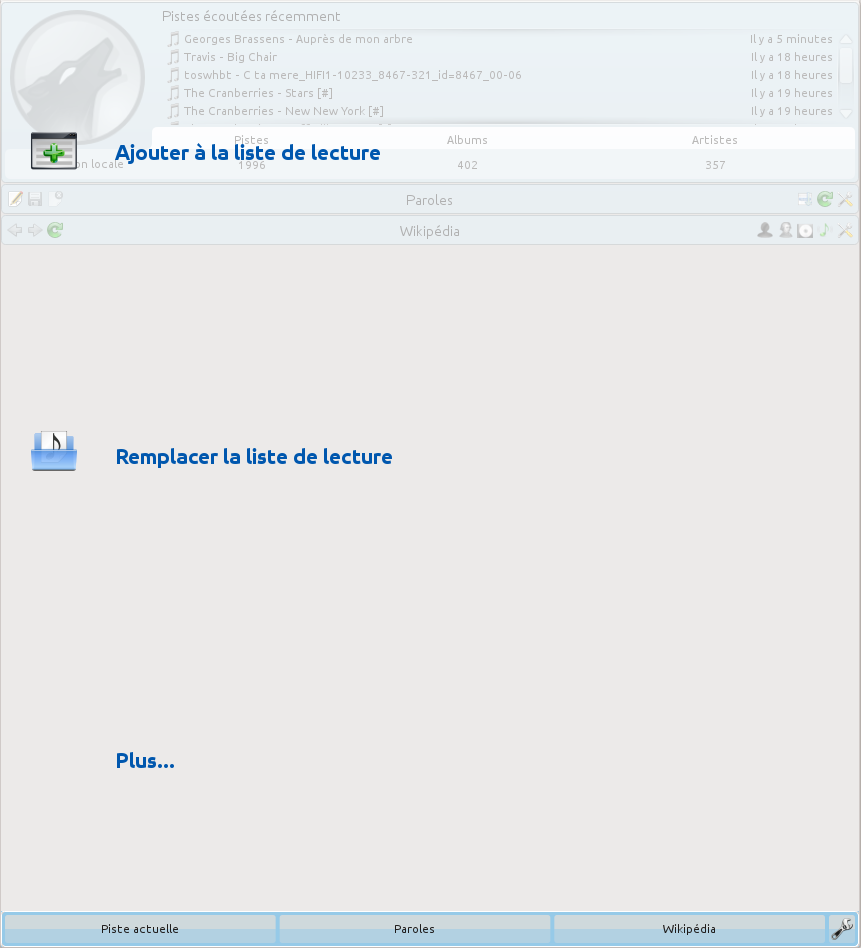 Pistes écoutées récemment
Georges Brassens - Auprès de mon arbre Il y a 5 minutes
Travis - Big Chair Il y a 18 heures
toswhbt - C ta mere_HIFI1-10233_8467-321_id=8467_00-06 Il y a 18 heures
The Cranberries - Stars [#] Il y a 19 heures
The Cranberries - New New York [#] Il y a 19 heures
Pistes Albums Artistes
Ajouter à la liste de lecture
locale 1996 402 357
Paroles
Wikipédia
Remplacer la liste de lecture
Plus...
Piste actuelle Paroles Wikipédia